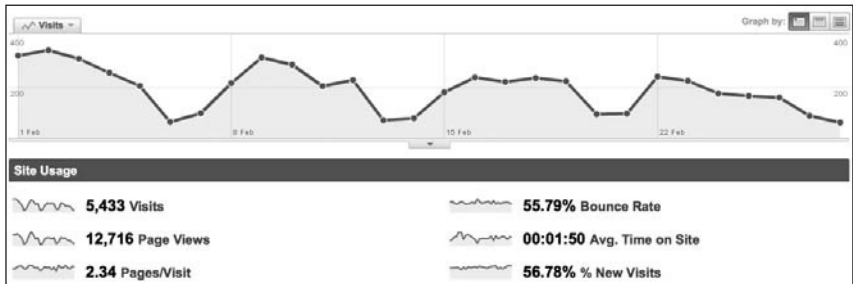 Visits
Graph by:
400 400
200 200
1 Feb 8 Feb 15 Feb 22 Feb
Site Usage
5,433 Visits 55.79% Bounce Rate
12,716 Page Views 00:01:50 Avg. Time on Site
2.34 Pages/Visit 56.78% % New Visits